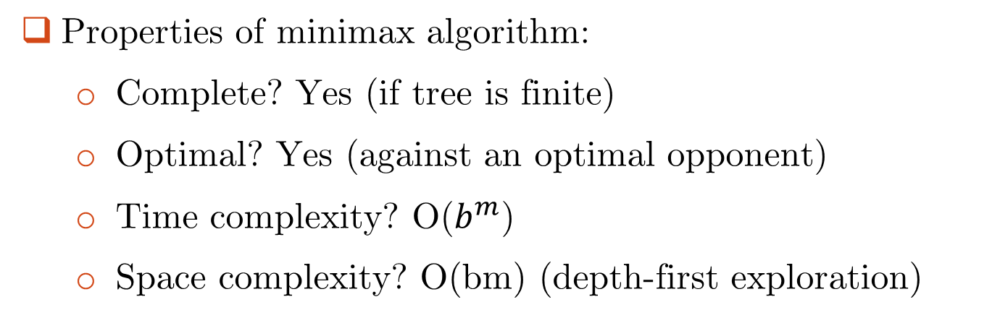 ❑ Properties of minimax algorithm:
○ Complete? Yes (if tree is finite)
○ Optimal? Yes (against an optimal opponent)
○ Time complexity? O(bᵐ)
○ Space complexity? O(bm) (depth-first exploration)